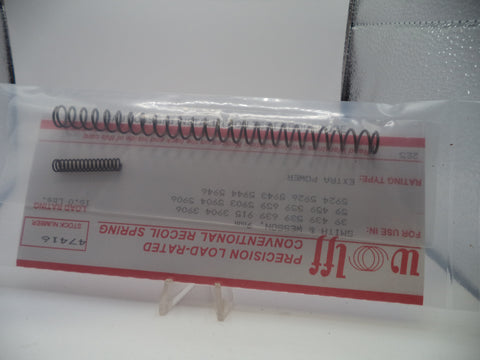 Wolff
PRECISION LOAD-RATED
CONVENTIONAL RECOIL SPRING
STOCK NUMBER
47416
FOR USE IN: SMITH & WESSON, 9mm
39 439 539 639 915 3904 3906
59 459 559 659 5903 5904 5906
5924 5926 5943 5944 5946
LOAD RATING
LBS.
RATING TYPE: EXTRA POWER